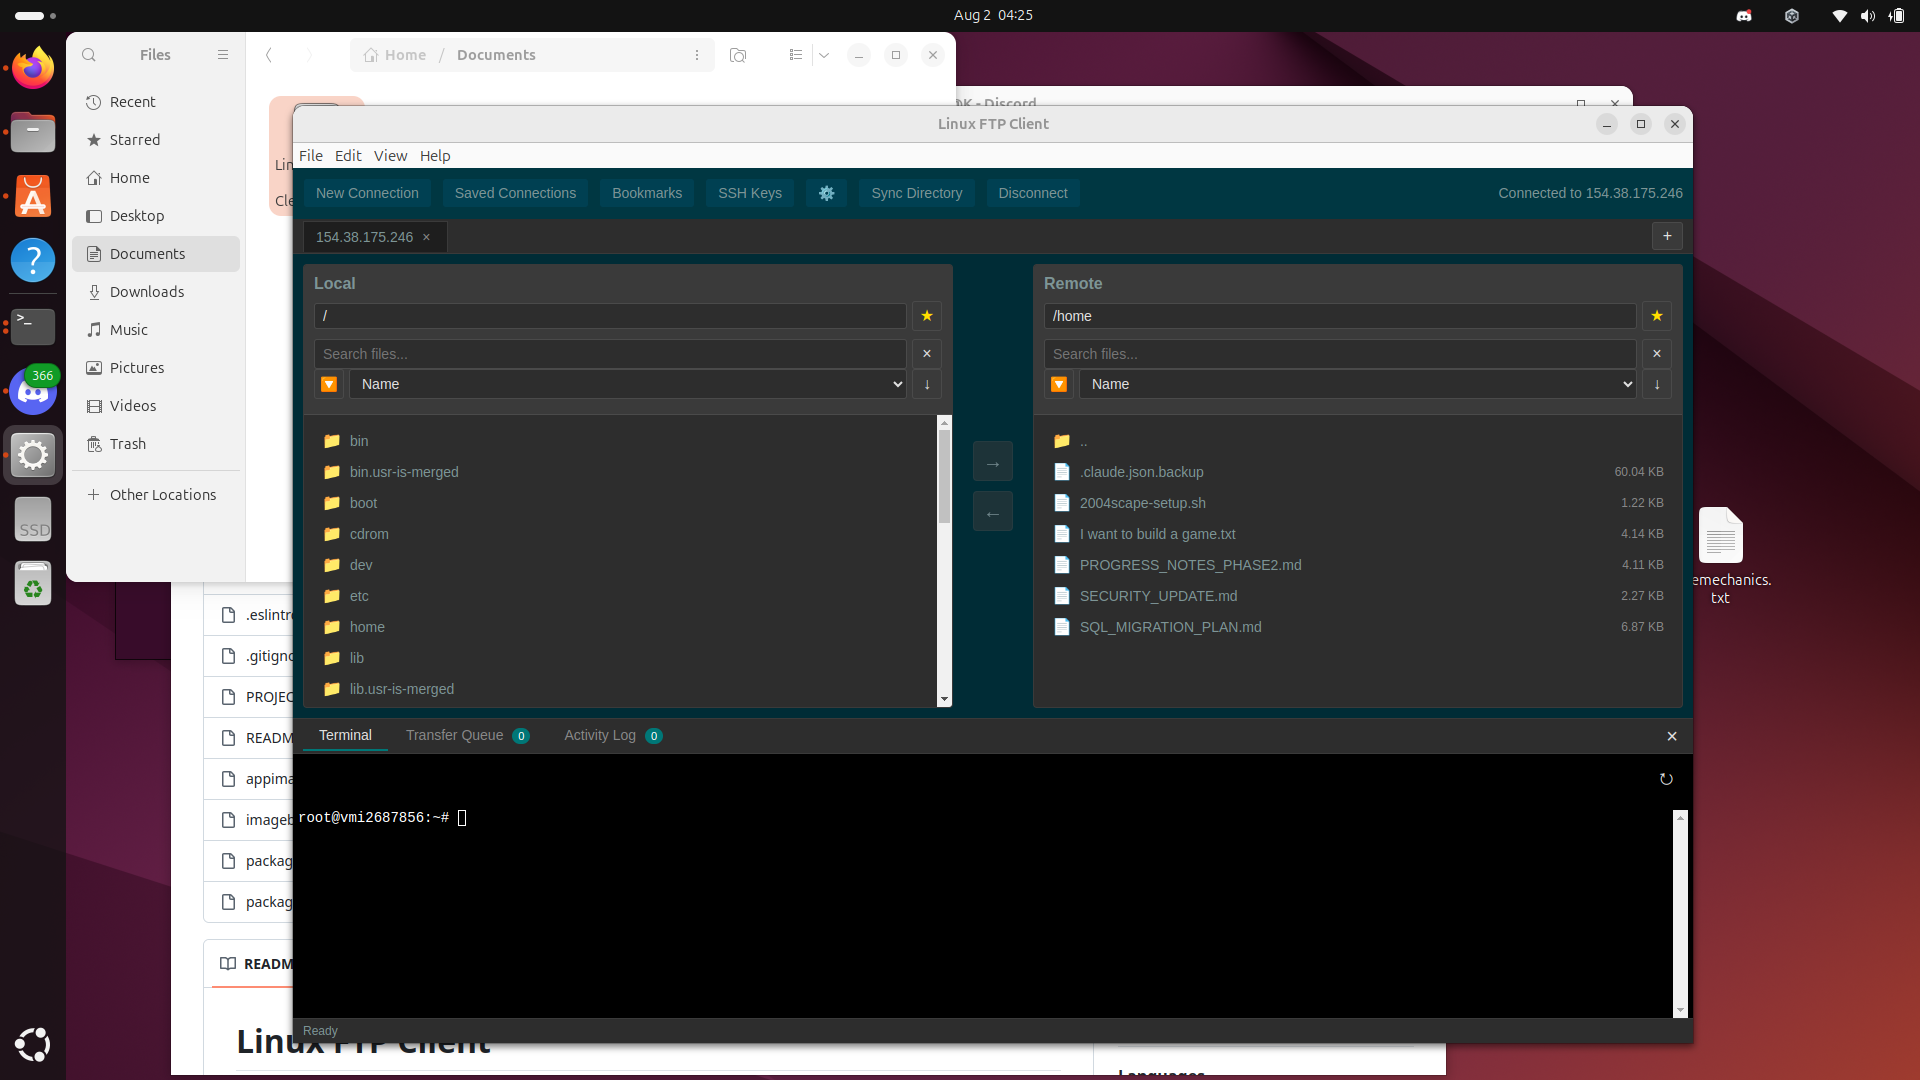 Aug 2 04:25
Files
Home / Documents
Recent
Starred
Home
Desktop
Documents
Downloads
Music
Pictures
Videos
Trash
Other Locations
366
SSD
- Discord
Linux FTP Client
File Edit View Help
New Connection Saved Connections Bookmarks SSH Keys Sync Directory Disconnect Connected to 154.38.175.246
154.38.175.246 × +
Local
/
Search files...
Name
bin
bin.usr-is-merged
boot
cdrom
dev
etc
home
lib
lib.usr-is-merged
Remote
/home
Search files...
Name
..
.claude.json.backup 60.04 KB
2004scape-setup.sh 1.22 KB
I want to build a game.txt 4.14 KB
PROGRESS_NOTES_PHASE2.md 4.11 KB
SECURITY_UPDATE.md 2.27 KB
SQL_MIGRATION_PLAN.md 6.87 KB
Terminal Transfer Queue 0 Activity Log 0
root@vmi2687856:~#
Ready
emechanics.
txt
.eslintr
.gitigno
PROJEC
READM
appima
imageb
packag
packag
READM
Linux FTP Client
Languages